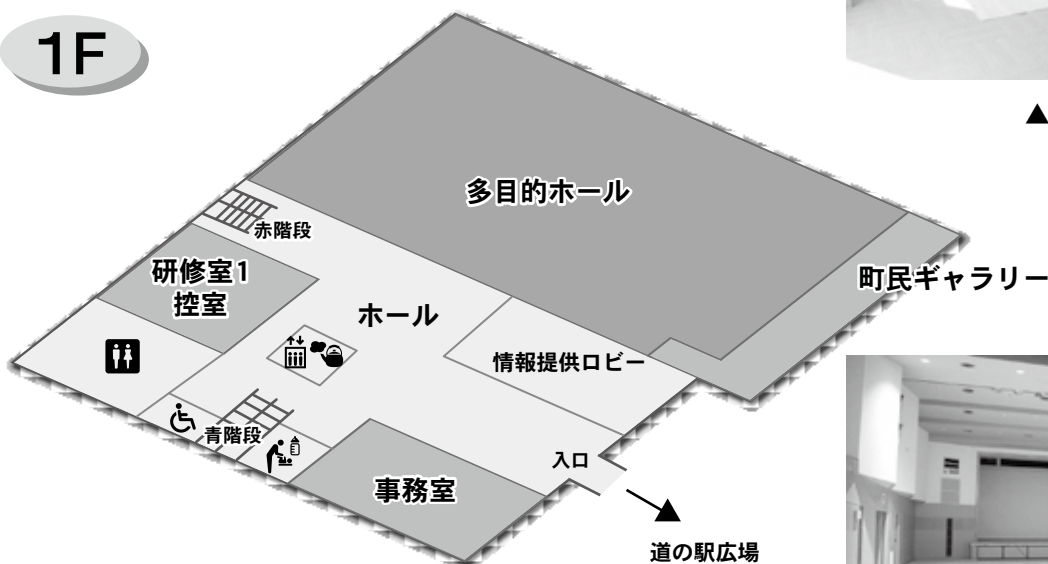 1F
▲
多目的ホール
赤階段
町民ギャラリー
研修室1
控室
ホール
情報提供ロビー
青階段
入口
事務室
道の駅広場